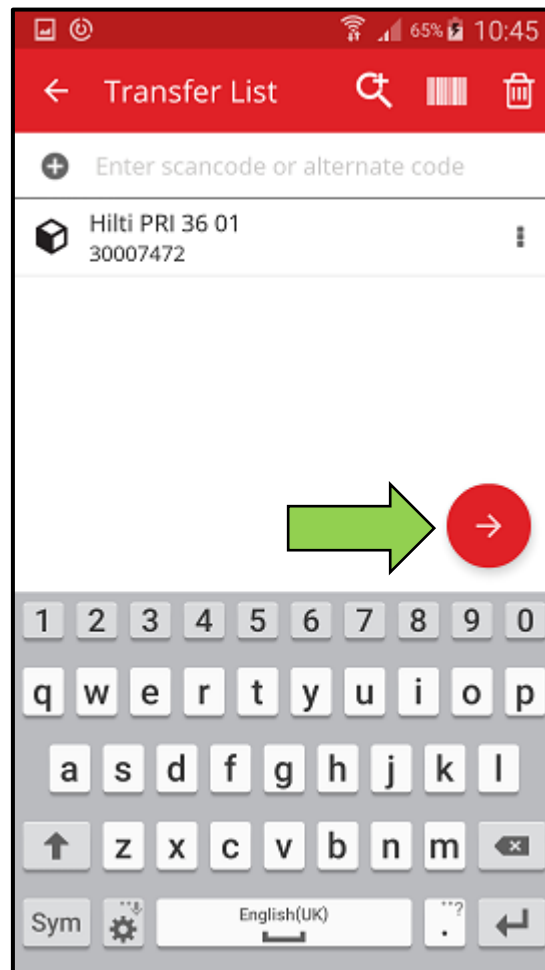 65% 10:45
Transfer List
Enter scancode or alternate code
Hilti PRI 36 01
30007472
1 2 3 4 5 6 7 8 9 0
q w e r t y u i o p
a s d f g h j k l
z x c v b n m
Sym English(UK) . ,,?